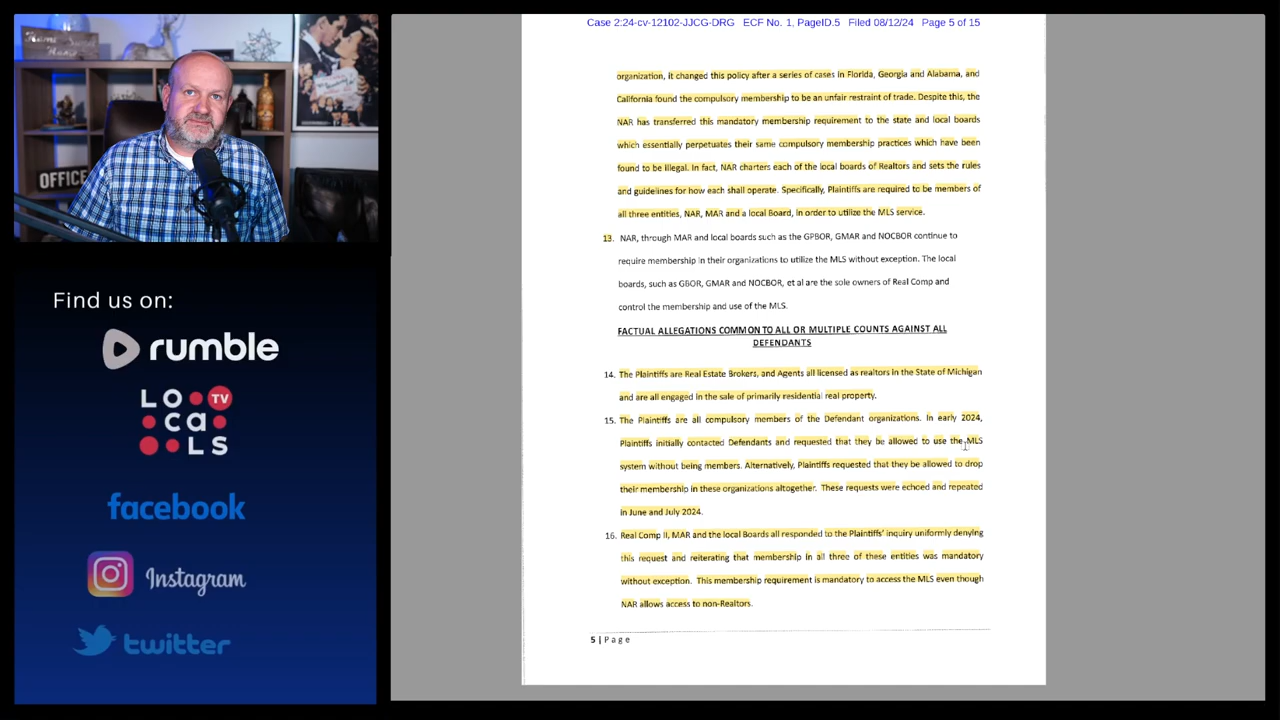 Case 2:24-cv-12102-JJCG-DRG ECF No. 1, PageID.5 Filed 08/12/24 Page 5 of 15
organization, it changed this policy after a series of cases in Florida, Georgia and Alabama, and
California found the compulsory membership to be an unfair restraint of trade. Despite this, the
NAR has transferred this mandatory membership requirement to the state and local boards
which essentially perpetuates their same compulsory membership practices which have been
found to be illegal. In fact, NAR charters each of the local boards of Realtors and sets the rules
and guidelines for how each shall operate. Specifically, Plaintiffs are required to be members of
all three entities, NAR, MAR and a local Board, in order to utilize the MLS service.
13. NAR, through MAR and local boards such as the GPBOR, GMAR and NOCBOR continue to
require membership in their organizations to utilize the MLS without exception. The local
boards, such as GBOR, GMAR and NOCBOR, et al are the sole owners of Real Comp and
control the membership and use of the MLS.
FACTUAL ALLEGATIONS COMMON TO ALL OR MULTIPLE COUNTS AGAINST ALL
DEFENDANTS
14. The Plaintiffs are Real Estate Brokers, and Agents all licensed as realtors in the State of Michigan
and are all engaged in the sale of primarily residential real property.
15. The Plaintiffs are all compulsory members of the Defendant organizations. In early 2024,
Plaintiffs initially contacted Defendants and requested that they be allowed to use the MLS
system without being members. Alternatively, Plaintiffs requested that they be allowed to drop
their membership in these organizations altogether. These requests were echoed and repeated
in June and July 2024.
16. Real Comp II, MAR and the local Boards all responded to the Plaintiffs' inquiry uniformly denying
this request and reiterating that membership in all three of these entities was mandatory
without exception. This membership requirement is mandatory to access the MLS even though
NAR allows access to non-Realtors.
5 | Page
OFFICE
Find us on:
rumble
LO TV
ca
LS
facebook
Instagram
twitter